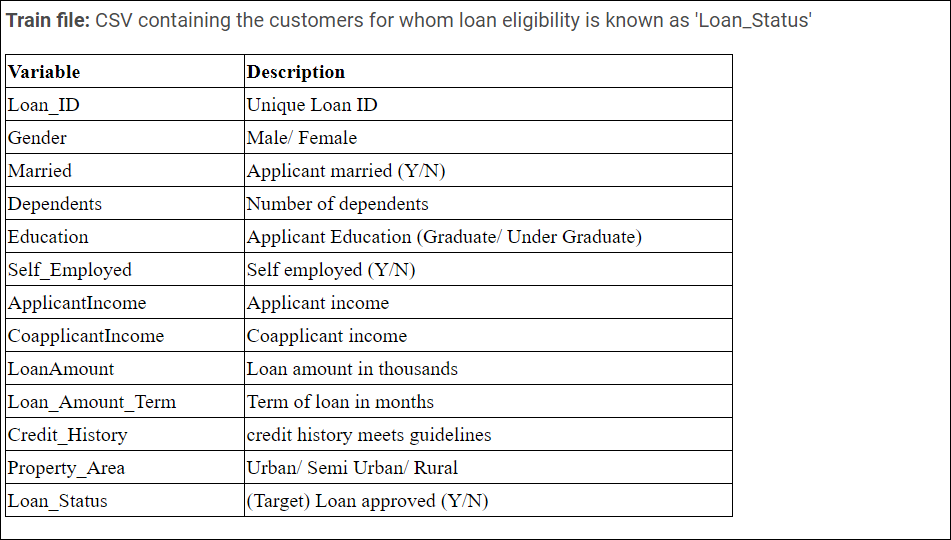 Train file: CSV containing the customers for whom loan eligibility is known as 'Loan_Status'
Variable Description
Loan_ID Unique Loan ID
Gender Male/ Female
Married Applicant married (Y/N)
Dependents Number of dependents
Education Applicant Education (Graduate/ Under Graduate)
Self_Employed Self employed (Y/N)
ApplicantIncome Applicant income
CoapplicantIncome Coapplicant income
LoanAmount Loan amount in thousands
Loan_Amount_Term Term of loan in months
Credit_History credit history meets guidelines
Property_Area Urban/ Semi Urban/ Rural
Loan_Status (Target) Loan approved (Y/N)